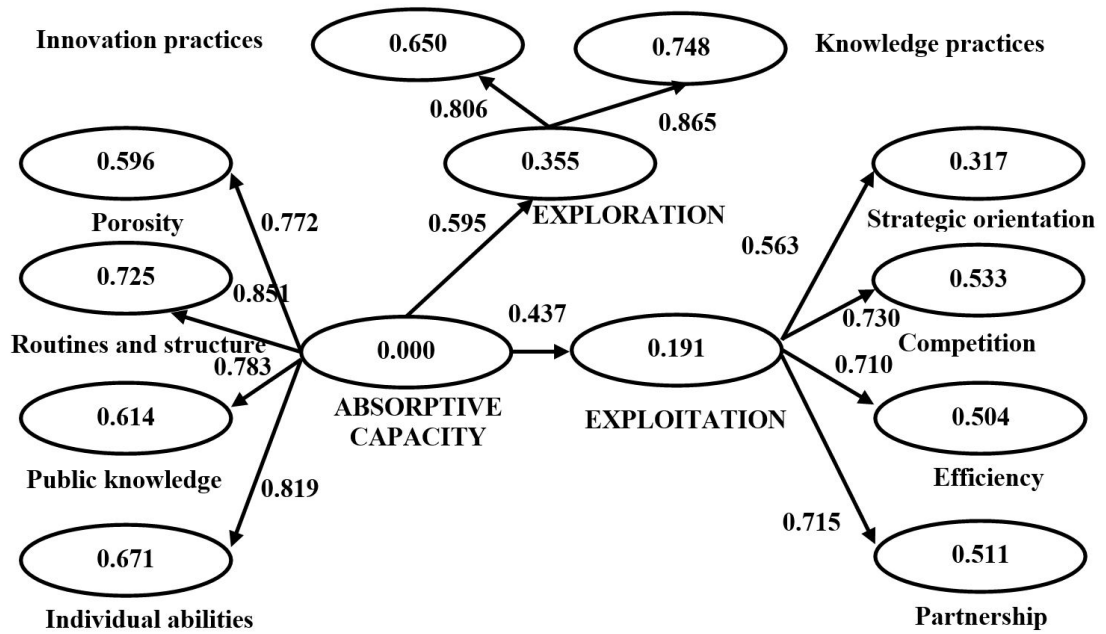 Innovation practices
0.650
0.748
Knowledge practices
0.806
0.865
0.596
0.355
0.317
Porosity
EXPLORATION
Strategic orientation
0.772
0.595
0.563
0.725
0.533
0.851
0.437
0.730
Routines and structure
0.000
0.191
Competition
0.783
0.710
0.614
ABSORPTIVE
CAPACITY
EXPLOITATION
0.504
Public knowledge
Efficiency
0.819
0.715
0.671
0.511
Individual abilities
Partnership